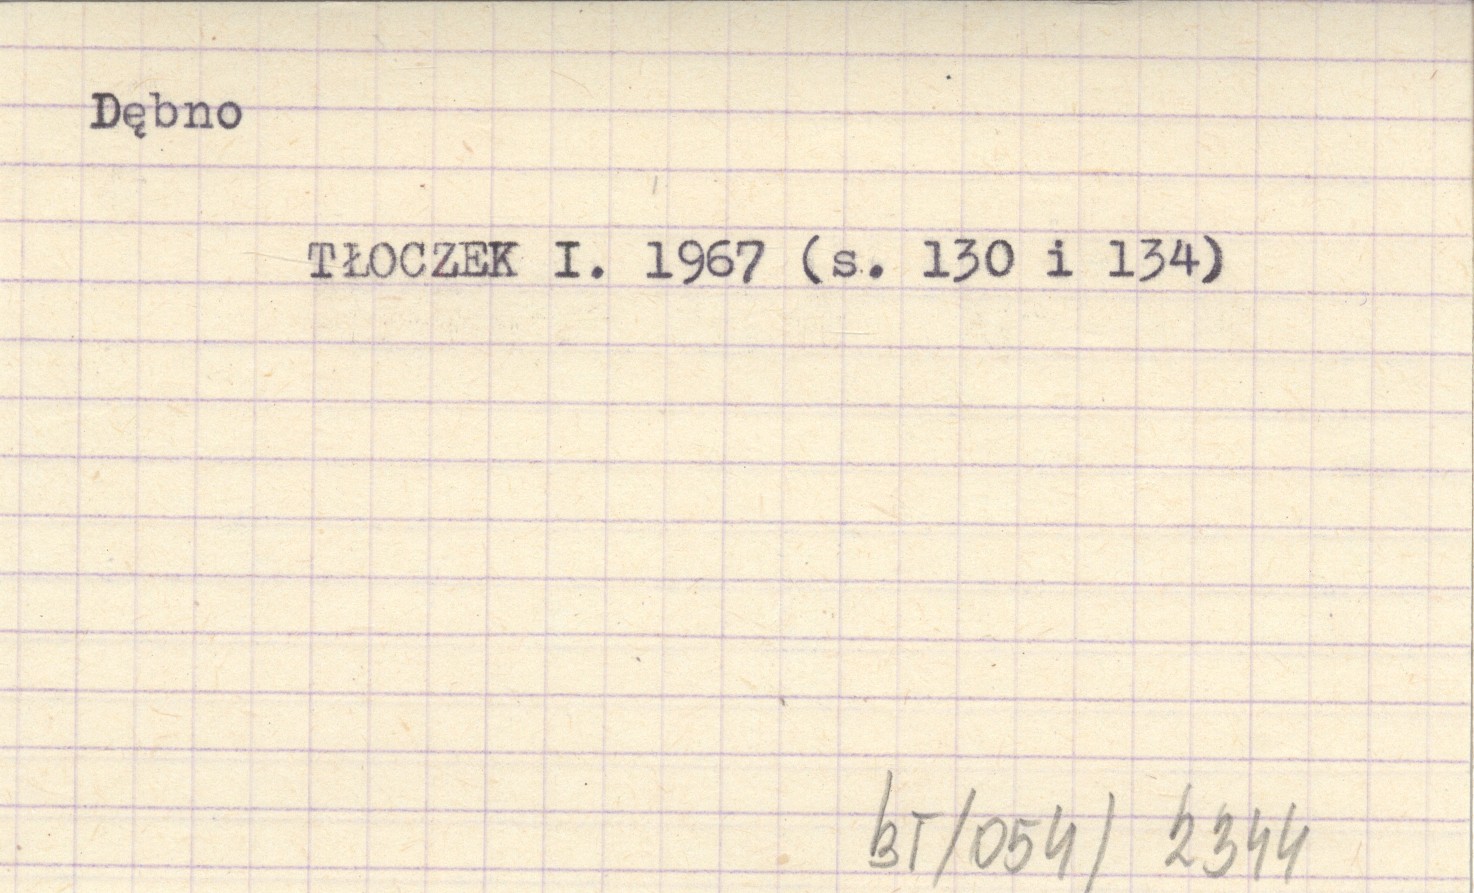 Dębno
TŁOCZEK I. 1967 (s. 130 i 134)
BT/054/ 2344